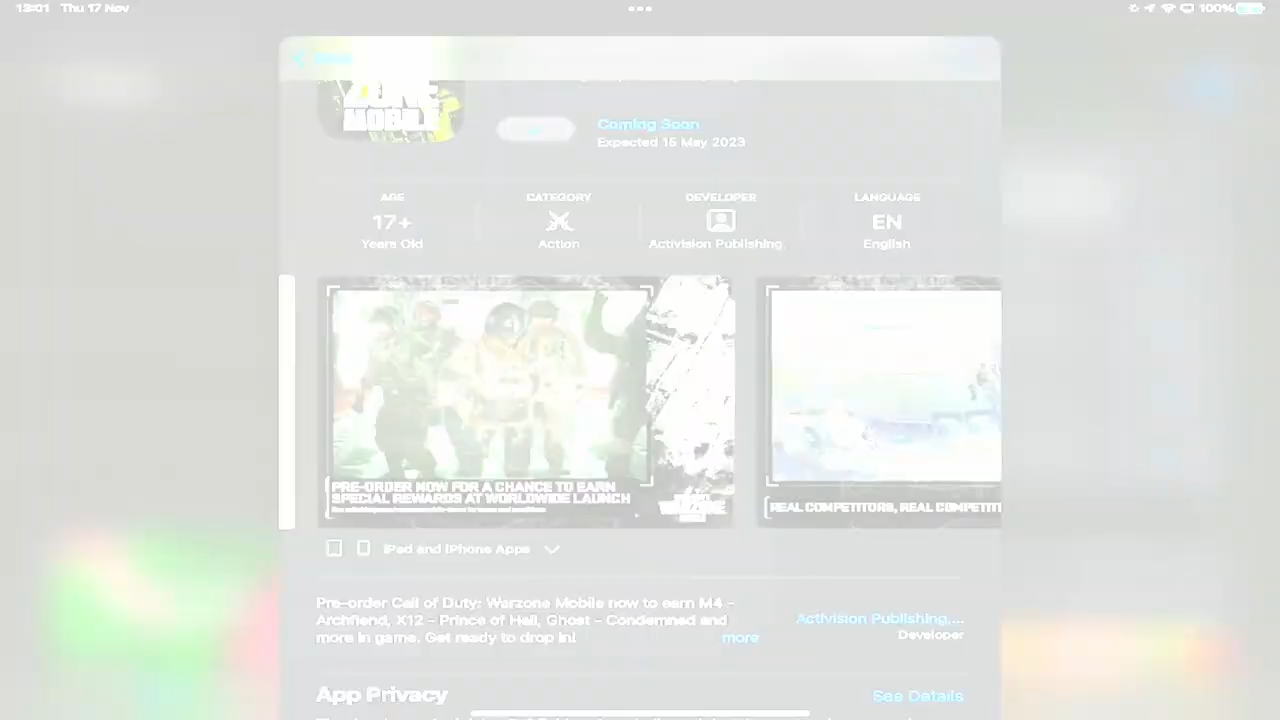 13:01 Thu 17 Nov
100%
ZONE
MOBILE
Coming Soon
Expected 15 May 2023
AGE
17+
Years Old
CATEGORY
Action
DEVELOPER
Activision Publishing
LANGUAGE
EN
English
PRE-ORDER NOW FOR A CHANCE TO EARN
SPECIAL REWARDS AT WORLDWIDE LAUNCH
WARZONE
REAL COMPETITORS, REAL COMPETITI
iPad and iPhone Apps
Pre-order Call of Duty: Warzone Mobile now to earn M4 -
Archfiend, X12 - Prince of Hell, Ghost - Condemned and
more in game. Get ready to drop in!
more
Activision Publishing,...
Developer
App Privacy
See Details